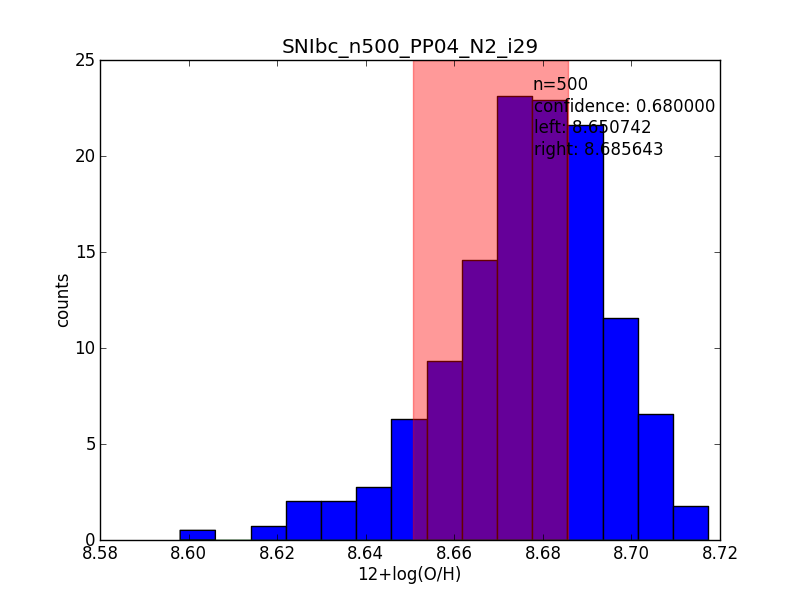 SNIbc_n500_PP04_N2_i29
25
n=500
confidence: 0.680000
left: 8.650742
right: 8.685643
20
15
counts
10
5
0
8.58 8.60 8.62 8.64 8.66 8.68 8.70 8.72
12+log(O/H)